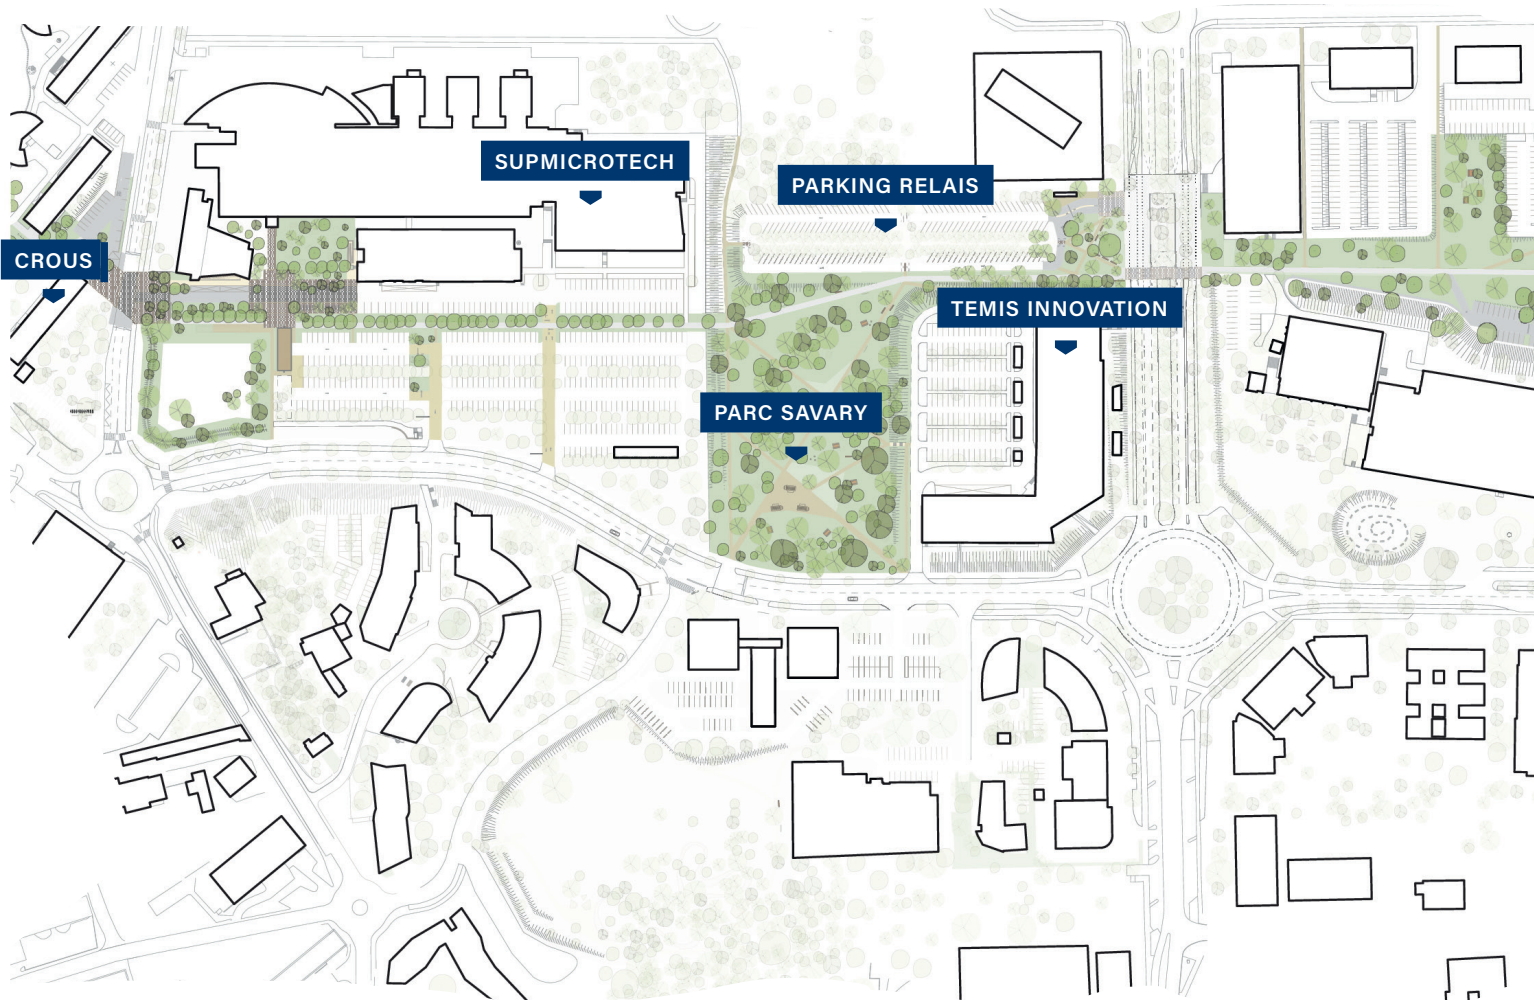 SUPMICROTECH
PARKING RELAIS
CROUS
TEMIS INNOVATION
PARC SAVARY